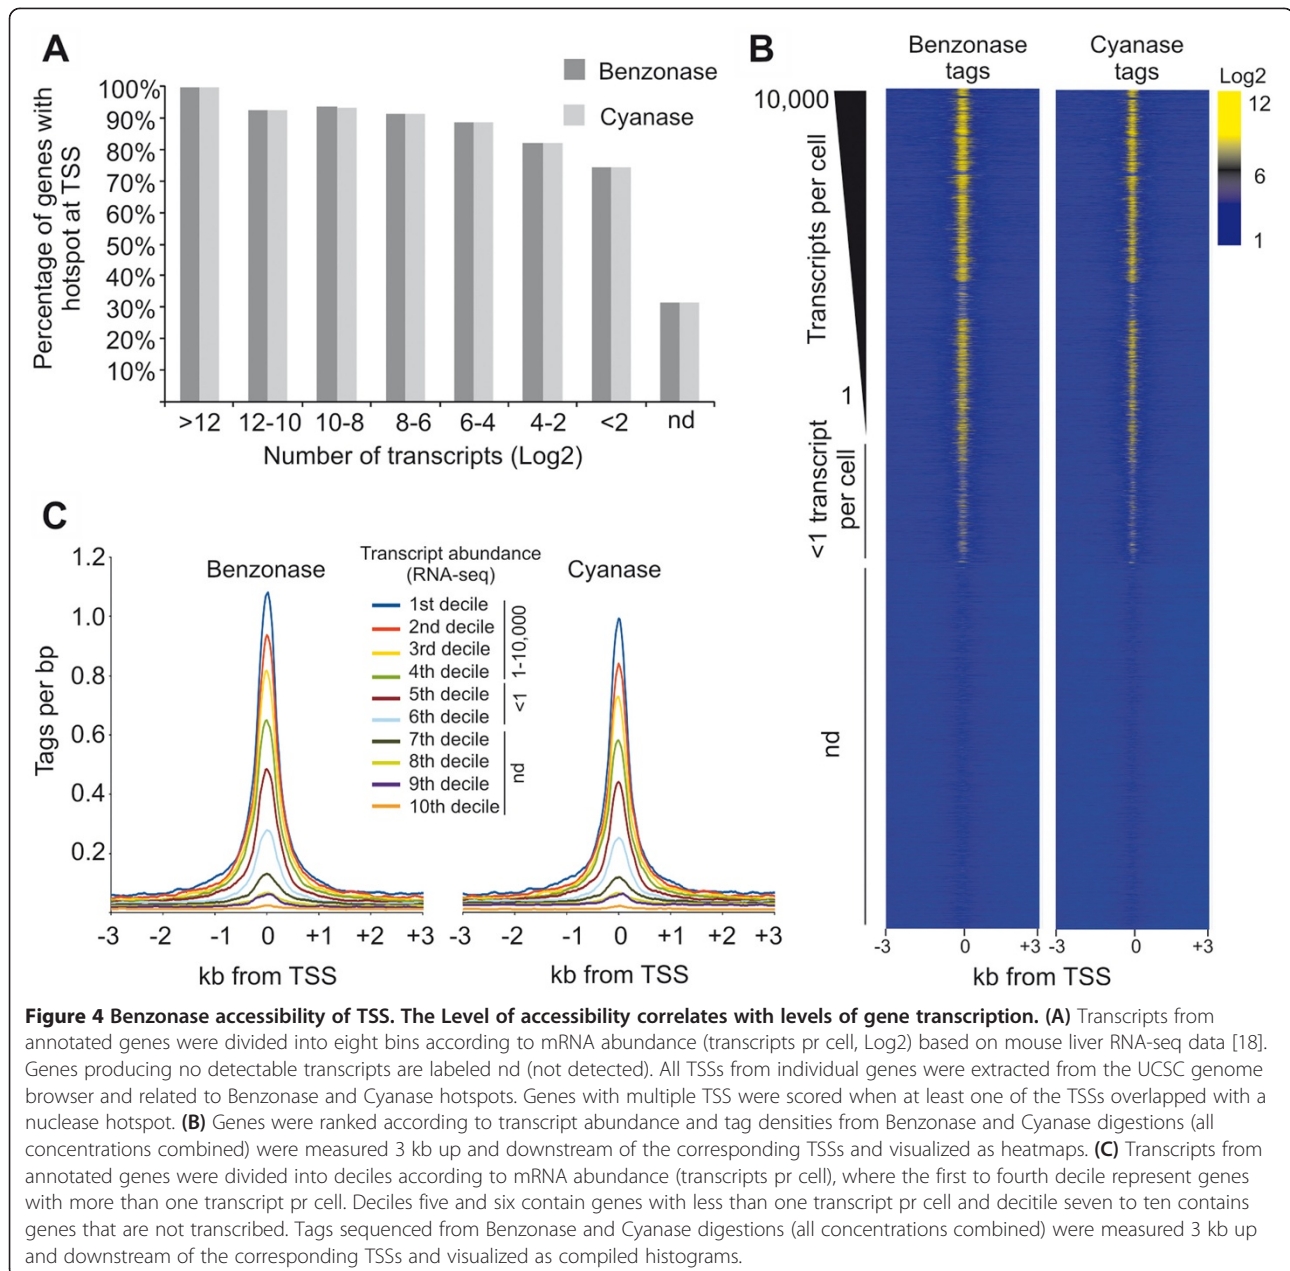 A
Benzonase
Cyanase
Percentage of genes with
hotspot at TSS
100%
90%
80%
70%
60%
50%
40%
30%
20%
10%
>12 12-10 10-8 8-6 6-4 4-2 <2 nd
Number of transcripts (Log2)
B
Benzonase
tags
Cyanase
tags
Log2
12
6
1
10,000
Transcripts per cell
1
<1 transcript
per cell
nd
-3 0 +3 -3 0 +3
kb from TSS
C
Tags per bp
1.2
1.0
0.8
0.6
0.4
0.2
Benzonase
Transcript abundance
(RNA-seq)
1st decile
2nd decile
3rd decile
4th decile
5th decile
6th decile
7th decile
8th decile
9th decile
10th decile
1-10,000
<1
nd
Cyanase
-3 -2 -1 0 +1 +2 +3
kb from TSS
-3 -1 0 +1 +2 +3
kb from TSS
Figure 4 Benzonase accessibility of TSS. The Level of accessibility correlates with levels of gene transcription. (A) Transcripts from
annotated genes were divided into eight bins according to mRNA abundance (transcripts pr cell, Log2) based on mouse liver RNA-seq data [18].
Genes producing no detectable transcripts are labeled nd (not detected). All TSSs from individual genes were extracted from the UCSC genome
browser and related to Benzonase and Cyanase hotspots. Genes with multiple TSS were scored when at least one of the TSSs overlapped with a
nuclease hotspot. (B) Genes were ranked according to transcript abundance and tag densities from Benzonase and Cyanase digestions (all
concentrations combined) were measured 3 kb up and downstream of the corresponding TSSs and visualized as heatmaps. (C) Transcripts from
annotated genes were divided into deciles according to mRNA abundance (transcripts pr cell), where the first to fourth decile represent genes
with more than one transcript pr cell. Deciles five and six contain genes with less than one transcript pr cell and decitile seven to ten contains
genes that are not transcribed. Tags sequenced from Benzonase and Cyanase digestions (all concentrations combined) were measured 3 kb up
and downstream of the corresponding TSSs and visualized as compiled histograms.